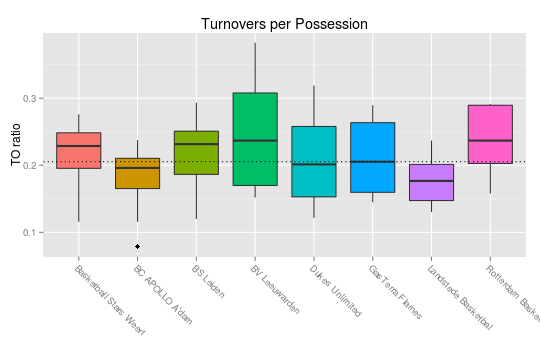 Turnovers per Possession
TO ratio
0.3
0.2
0.1
Basketball Stars Weert
BC APOLLO A'dam
BS Leiden
BV Leeuwarden
Dukes Unlimited
GasTerra Flames
Landstede Basketbal
Rotterdam Basket